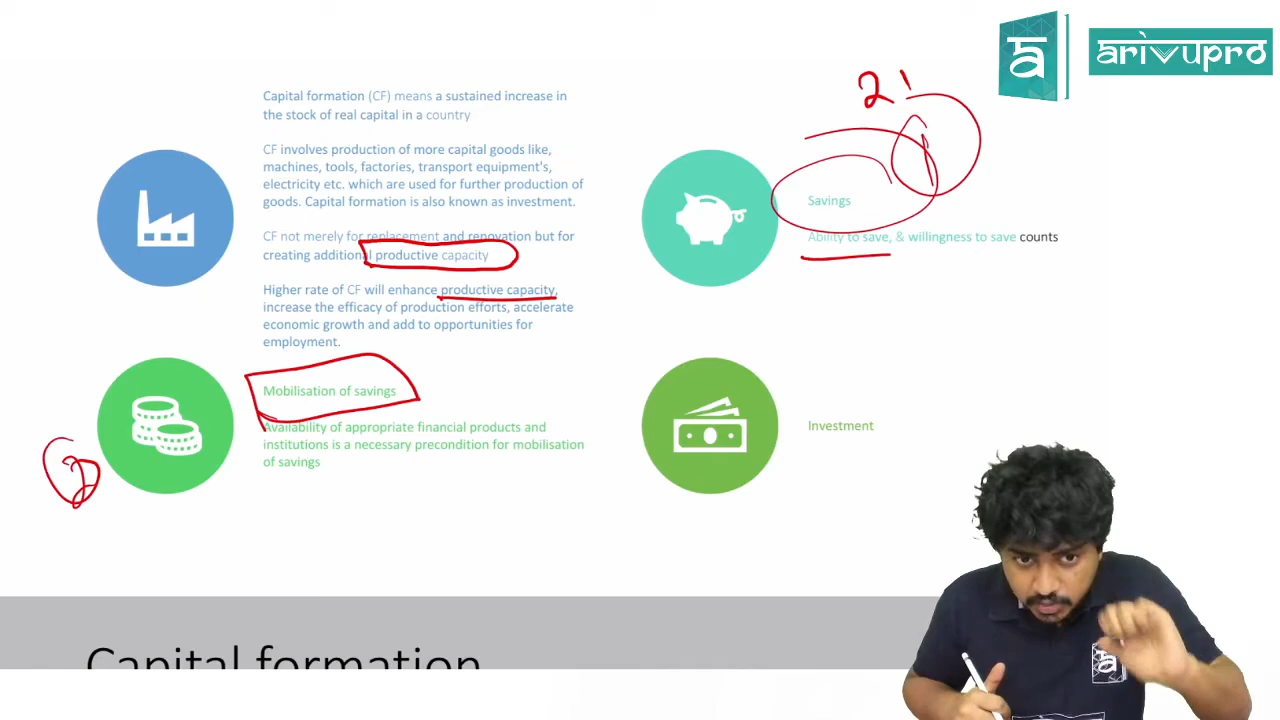 arivupro
Capital formation (CF) means a sustained increase in
the stock of real capital in a country
CF involves production of more capital goods like,
machines, tools, factories, transport equipment's,
electricity etc. which are used for further production of
goods. Capital formation is also known as investment.
CF not merely for replacement and renovation but for
creating additional productive capacity
Higher rate of CF will enhance productive capacity,
increase the efficacy of production efforts, accelerate
economic growth and add to opportunities for
employment.
Mobilisation of savings
Availability of appropriate financial products and
institutions is a necessary precondition for mobilisation
of savings
2
Savings
Ability to save, & willingness to save counts
Investment
Capital formation